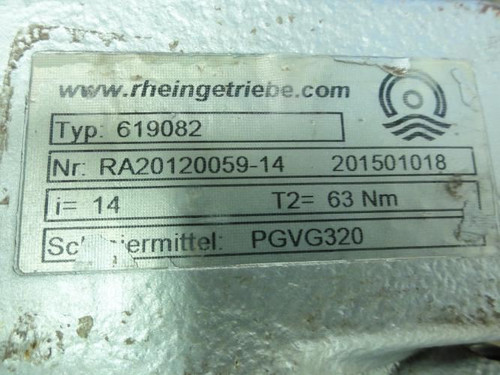 www.rheingetriebe.com
Typ: 619082
Nr: RA20120059-14 201501018
i= 14 T2= 63 Nm
PGVG320